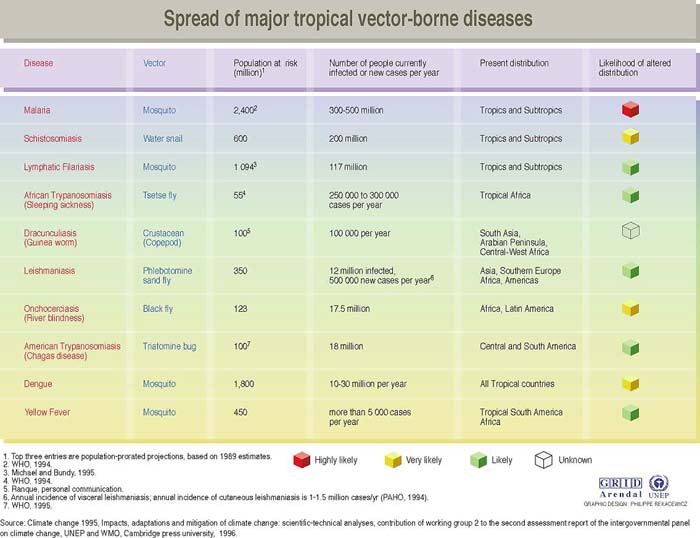 Spread of major tropical vector-borne diseases
Disease Vector Population at risk (million)1 Number of people currently infected or new cases per year Present distribution Likelihood of altered distribution
Malaria Mosquito 2,4002 300-500 million Tropics and Subtropics
Schistosomiasis Water snail 600 200 million Tropics and Subtropics
Lymphatic Filariasis Mosquito 1 0943 117 million Tropics and Subtropics
African Trypanosomiasis (Sleeping sickness) Tsetse fly 554 250 000 to 300 000 cases per year Tropical Africa
Dracunculiasis (Guinea worm) Crustacean (Copepod) 1005 100 000 per year South Asia, Arabian Peninsula, Central-West Africa
Leishmaniasis Phlebotomine sand fly 350 12 million infected, 500 000 new cases per year6 Asia, Southern Europe Africa, Americas
Onchocerciasis (River blindness) Black fly 123 17.5 million Africa, Latin America
American Trypanosomiasis (Chagas disease) Triatomine bug 1007 18 million Central and South America
Dengue Mosquito 1,800 10-30 million per year All Tropical countries
Yellow Fever Mosquito 450 more than 5 000 cases per year Tropical South America Africa
1. Top three entries are population-prorated projections, based on 1989 estimates.
2. WHO, 1994.
3. Michael and Bundy, 1995.
4. WHO, 1994.
5. Ranque, personal communication.
6. Annual incidence of visceral leishmaniasis; annual incidence of cutaneous leishmaniasis is 1-1.5 million cases/yr (PAHO, 1994).
7. WHO, 1995.
Highly likely Very likely Likely Unknown
GRID
Arendal UNEP
GRAPHIC DESIGN: PHILIPPE REKACEWICZ
Source: Climate change 1995, Impacts, adaptations and mitigation of climate change: scientific-technical analyses, contribution of working group 2 to the second assessment report of the intergovernmental panel
on climate change, UNEP and WMO, Cambridge press university, 1996.